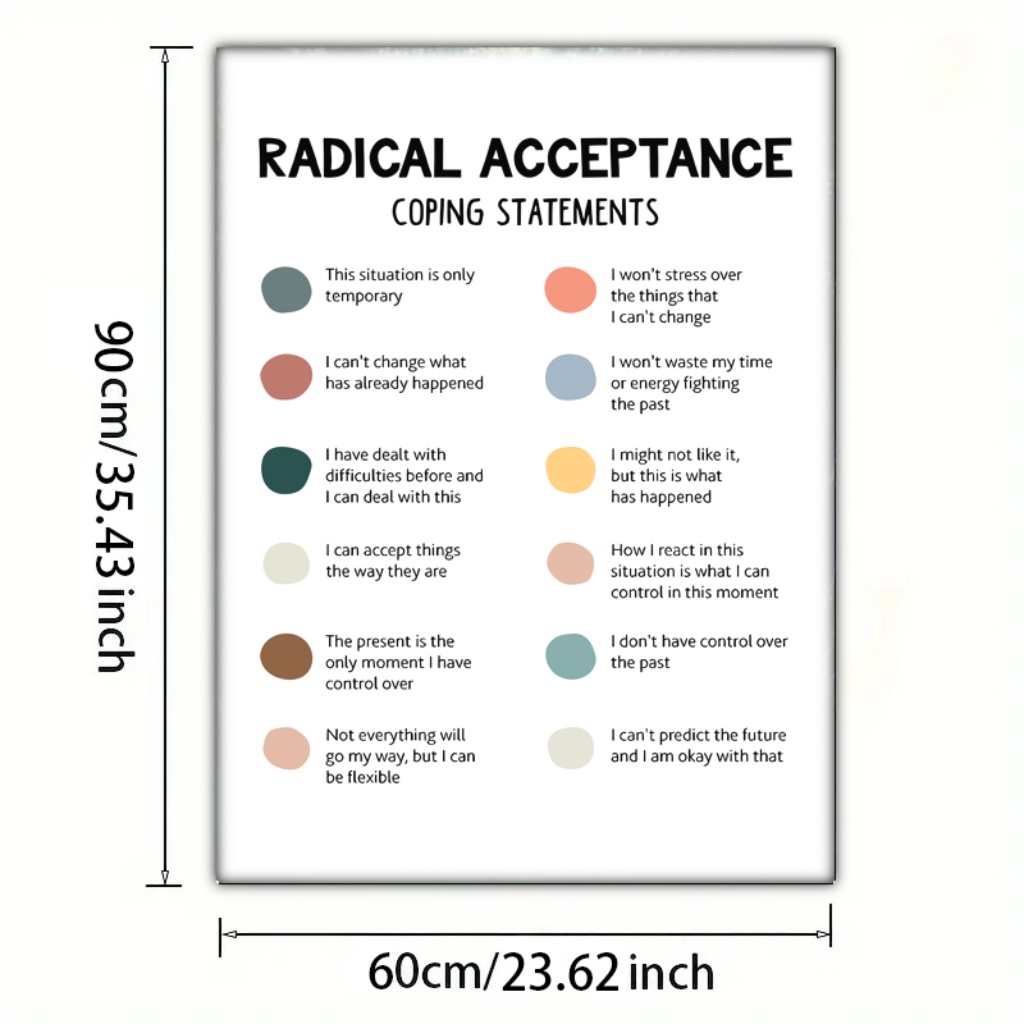 RADICAL ACCEPTANCE
COPING STATEMENTS
This situation is only
temporary
I can't change what
has already happened
I have dealt with
difficulties before and
I can deal with this
I can accept things
the way they are
The present is the
only moment I have
control over
Not everything will
go my way, but I can
be flexible
I won't stress over
the things that
I can't change
I won't waste my time
or energy fighting
the past
I might not like it,
but this is what
has happened
How I react in this
situation is what I can
control in this moment
I don't have control over
the past
I can't predict the future
and I am okay with that
90cm/35.43inch
60cm/23.62inch